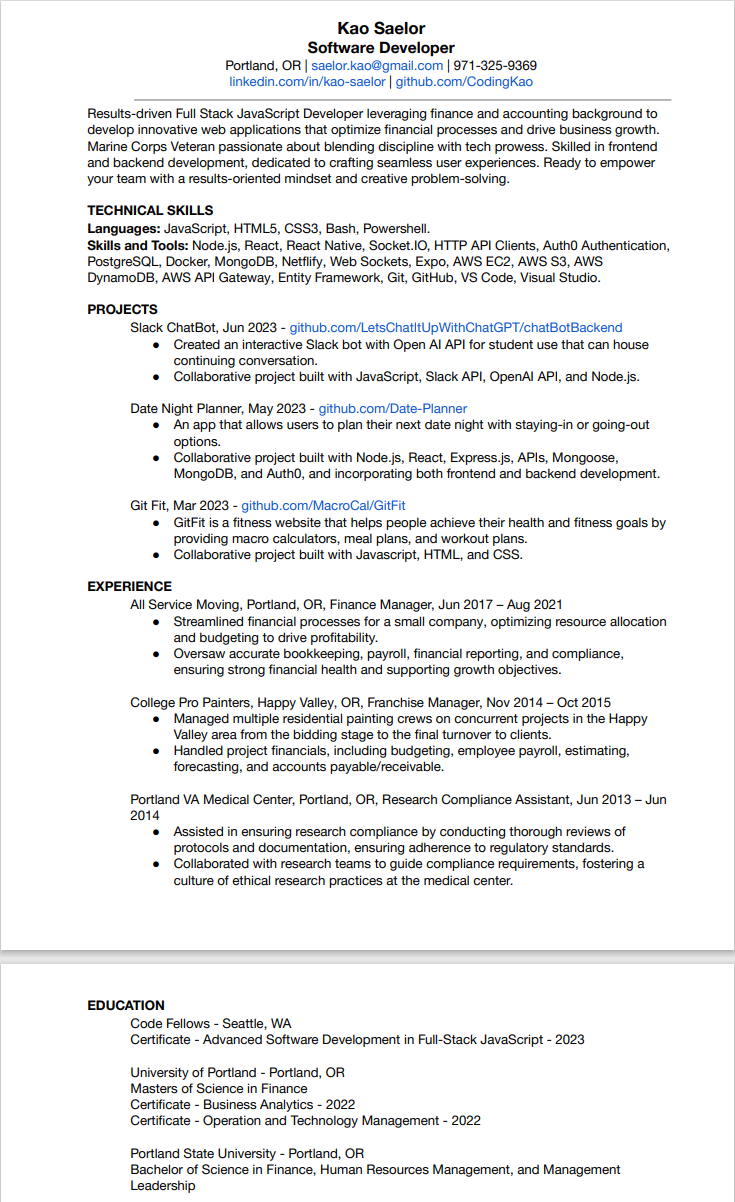 Kao Saelor
Software Developer
Portland, OR | saelor.kao@gmail.com | 971-325-9369
linkedin.com/in/kao-saelor | github.com/CodingKao
Results-driven Full Stack JavaScript Developer leveraging finance and accounting background to
develop innovative web applications that optimize financial processes and drive business growth.
Marine Corps Veteran passionate about blending discipline with tech prowess. Skilled in frontend
and backend development, dedicated to crafting seamless user experiences. Ready to empower
your team with a results-oriented mindset and creative problem-solving.
TECHNICAL SKILLS
Languages: JavaScript, HTML5, CSS3, Bash, Powershell.
Skills and Tools: Node.js, React, React Native, Socket.IO, HTTP API Clients, Auth0 Authentication,
PostgreSQL, Docker, MongoDB, Netflify, Web Sockets, Expo, AWS EC2, AWS S3, AWS
DynamoDB, AWS API Gateway, Entity Framework, Git, GitHub, VS Code, Visual Studio.
PROJECTS
Slack ChatBot, Jun 2023 - github.com/LetsChatItUpWithChatGPT/chatBotBackend
● Created an interactive Slack bot with Open AI API for student use that can house
continuing conversation.
● Collaborative project built with JavaScript, Slack API, OpenAI API, and Node.js.
Date Night Planner, May 2023 - github.com/Date-Planner
● An app that allows users to plan their next date night with staying-in or going-out
options.
● Collaborative project built with Node.js, React, Express.js, APIs, Mongoose,
MongoDB, and Auth0, and incorporating both frontend and backend development.
Git Fit, Mar 2023 - github.com/MacroCal/GitFit
● GitFit is a fitness website that helps people achieve their health and fitness goals by
providing macro calculators, meal plans, and workout plans.
● Collaborative project built with Javascript, HTML, and CSS.
EXPERIENCE
All Service Moving, Portland, OR, Finance Manager, Jun 2017 – Aug 2021
● Streamlined financial processes for a small company, optimizing resource allocation
and budgeting to drive profitability.
● Oversaw accurate bookkeeping, payroll, financial reporting, and compliance,
ensuring strong financial health and supporting growth objectives.
College Pro Painters, Happy Valley, OR, Franchise Manager, Nov 2014 – Oct 2015
● Managed multiple residential painting crews on concurrent projects in the Happy
Valley area from the bidding stage to the final turnover to clients.
● Handled project financials, including budgeting, employee payroll, estimating,
forecasting, and accounts payable/receivable.
Portland VA Medical Center, Portland, OR, Research Compliance Assistant, Jun 2013 – Jun
2014
● Assisted in ensuring research compliance by conducting thorough reviews of
protocols and documentation, ensuring adherence to regulatory standards.
● Collaborated with research teams to guide compliance requirements, fostering a
culture of ethical research practices at the medical center.
EDUCATION
Code Fellows - Seattle, WA
Certificate - Advanced Software Development in Full-Stack JavaScript - 2023
University of Portland - Portland, OR
Masters of Science in Finance
Certificate - Business Analytics - 2022
Certificate - Operation and Technology Management - 2022
Portland State University - Portland, OR
Bachelor of Science in Finance, Human Resources Management, and Management
Leadership